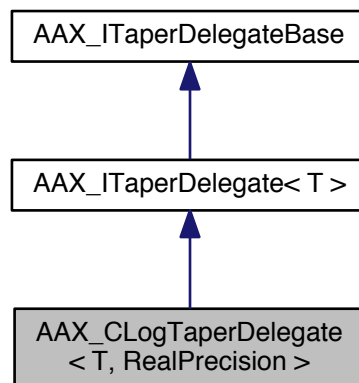 AAX_ITaperDelegateBase
AAX_ITaperDelegate< T >
AAX_CLogTaperDelegate
< T, RealPrecision >